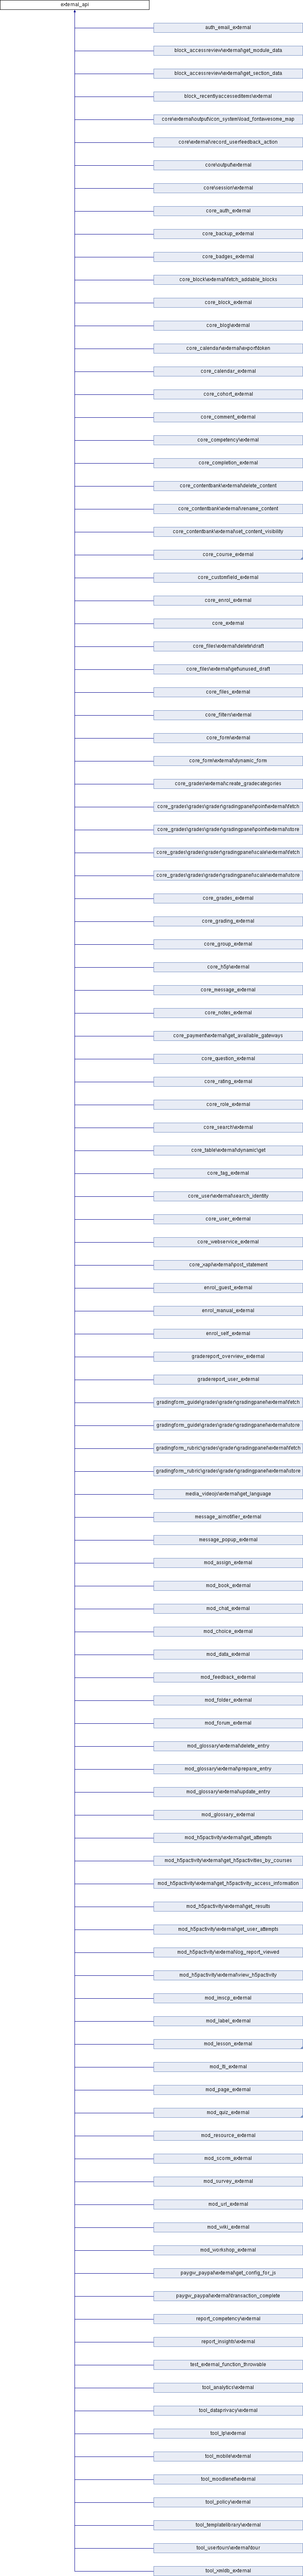 external_api
auth_email_external
block_accessreview\external\get_module_data
block_accessreview\external\get_section_data
block_recentlyaccesseditems\external
core\external\output\icon_system\load_fontawesome_map
core\external\record_userfeedback_action
core\output\external
core\session\external
core_auth_external
core_backup_external
core_badges_external
core_block\external\fetch_addable_blocks
core_block_external
core_blog\external
core_calendar\external\export\token
core_calendar_external
core_cohort_external
core_comment_external
core_competency\external
core_completion_external
core_contentbank\external\delete_content
core_contentbank\external\rename_content
core_contentbank\external\set_content_visibility
core_course_external
core_customfield_external
core_enrol_external
core_external
core_files\external\delete\draft
core_files\external\get\unused_draft
core_files_external
core_filters\external
core_form\external
core_form\external\dynamic_form
core_grades\external\create_gradecategories
core_grades\grades\grader\gradingpanel\point\external\fetch
core_grades\grades\grader\gradingpanel\point\external\store
core_grades\grades\grader\gradingpanel\scale\external\fetch
core_grades\grades\grader\gradingpanel\scale\external\store
core_grades_external
core_grading_external
core_group_external
core_h5p\external
core_message_external
core_notes_external
core_payment\external\get_available_gateways
core_question_external
core_rating_external
core_role_external
core_search\external
core_table\external\dynamic\get
core_tag_external
core_user\external\search_identity
core_user_external
core_webservice_external
core_xapi\external\post_statement
enrol_guest_external
enrol_manual_external
enrol_self_external
gradereport_overview_external
gradereport_user_external
gradingform_guide\grades\grader\gradingpanel\external\fetch
gradingform_guide\grades\grader\gradingpanel\external\store
gradingform_rubric\grades\grader\gradingpanel\external\fetch
gradingform_rubric\grades\grader\gradingpanel\external\store
media_videojs\external\get_language
message_airnotifier_external
message_popup_external
mod_assign_external
mod_book_external
mod_chat_external
mod_choice_external
mod_data_external
mod_feedback_external
mod_folder_external
mod_forum_external
mod_glossary\external\delete_entry
mod_glossary\external\prepare_entry
mod_glossary\external\update_entry
mod_glossary_external
mod_h5pactivity\external\get_attempts
mod_h5pactivity\external\get_h5pactivities_by_courses
mod_h5pactivity\external\get_h5pactivity_access_information
mod_h5pactivity\external\get_results
mod_h5pactivity\external\get_user_attempts
mod_h5pactivity\external\log_report_viewed
mod_h5pactivity\external\view_h5pactivity
mod_imscp_external
mod_label_external
mod_lesson_external
mod_lti_external
mod_page_external
mod_quiz_external
mod_resource_external
mod_scorm_external
mod_survey_external
mod_url_external
mod_wiki_external
mod_workshop_external
paygw_paypal\external\get_config_for_js
paygw_paypal\external\transaction_complete
report_competency\external
report_insights\external
test_external_function_throwable
tool_analytics\external
tool_dataprivacy\external
tool_lp\external
tool_mobile\external
tool_moodlenet\external
tool_policy\external
tool_templatelibrary\external
tool_usertours\external\tour
tool_xmldb_external